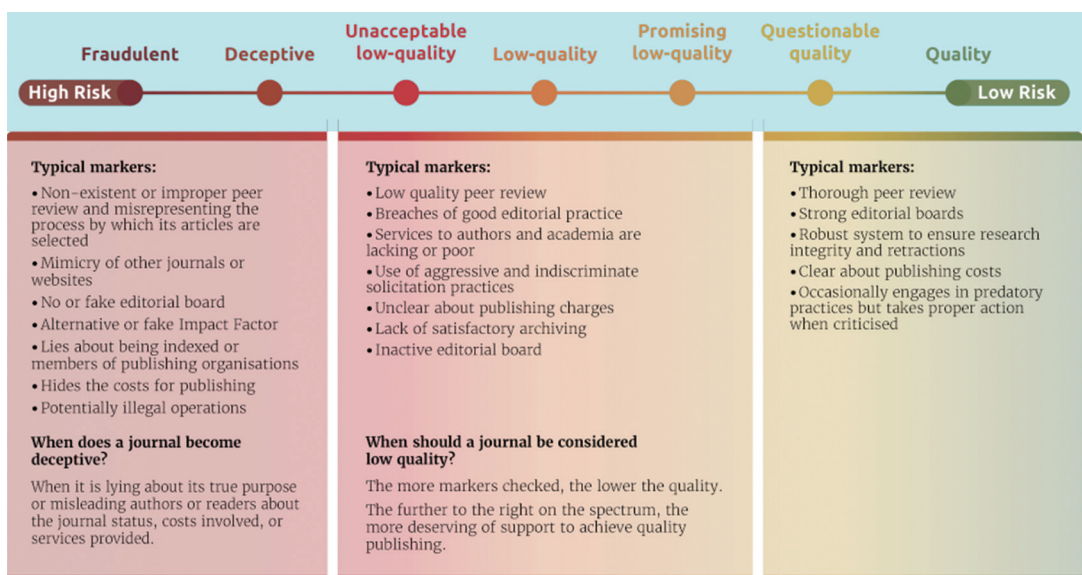 Fraudulent
Deceptive
Unacceptable
low-quality
Low-quality
Promising
low-quality
Questionable
quality
Quality
High Risk
Low Risk
Typical markers:
• Non-existent or improper peer
review and misrepresenting the
process by which its articles are
selected
• Mimicry of other journals or
websites
• No or fake editorial board
• Alternative or fake Impact Factor
• Lies about being indexed or
members of publishing organisations
• Hides the costs for publishing
• Potentially illegal operations
When does a journal become
deceptive?
When it is lying about its true purpose
or misleading authors or readers about
the journal status, costs involved, or
services provided.
Typical markers:
• Low quality peer review
• Breaches of good editorial practice
• Services to authors and academia are
lacking or poor
• Use of aggressive and indiscriminate
solicitation practices
• Unclear about publishing charges
• Lack of satisfactory archiving
• Inactive editorial board
When should a journal be considered
low quality?
The more markers checked, the lower the quality.
The further to the right on the spectrum, the
more deserving of support to achieve quality
publishing.
Typical markers:
• Thorough peer review
• Strong editorial boards
• Robust system to ensure research
integrity and retractions
• Clear about publishing costs
• Occasionally engages in predatory
practices but takes proper action
when criticised